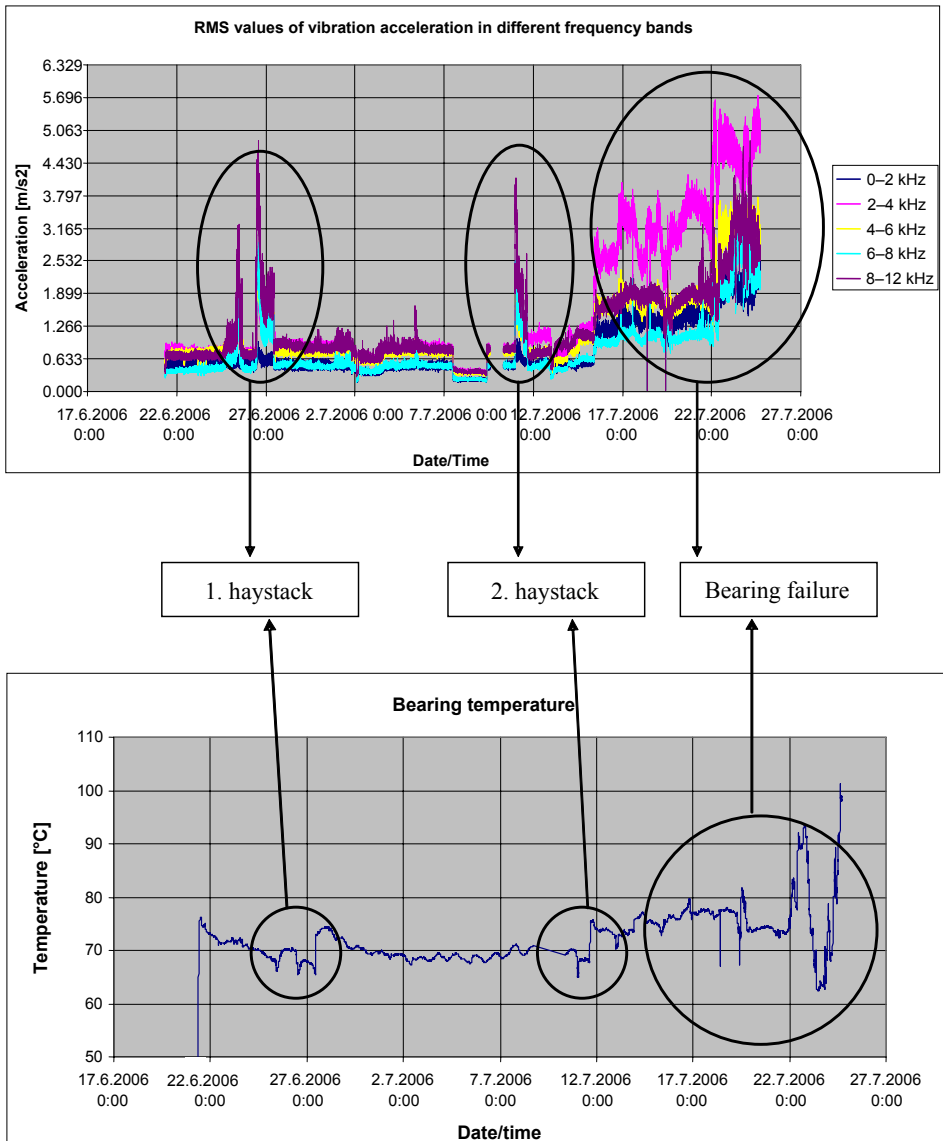 RMS values of vibration acceleration in different frequency bands
6.329
5.696
5.063
4.430
3.797
3.165
2.532
1.899
1.266
0.633
0.000
Acceleration [m/s2]
17.6.2006 22.6.2006 27.6.2006 2.7.2006 0:00 7.7.2006 0:00 12.7.2006 17.7.2006 22.7.2006 27.7.2006
0:00 0:00 0:00 0:00 0:00 0:00 0:00
Date/Time
0–2 kHz
2–4 kHz
4–6 kHz
6–8 kHz
8–12 kHz
1. haystack 2. haystack Bearing failure
Bearing temperature
110
100
90
80
70
60
50
Temperature [°C]
17.6.2006 22.6.2006 27.6.2006 2.7.2006 7.7.2006 12.7.2006 17.7.2006 22.7.2006 27.7.2006
0:00 0:00 0:00 0:00 0:00 0:00 0:00 0:00 0:00
Date/time